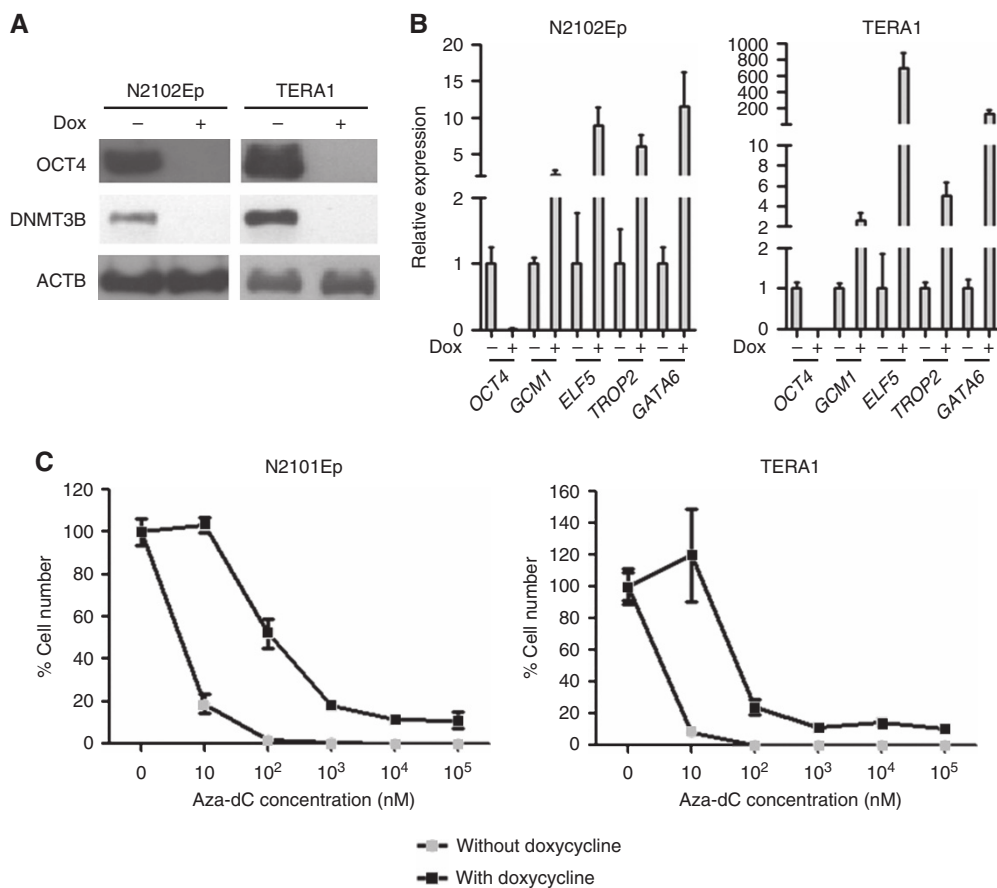 A
N2102Ep TERA1
Dox – + – +
OCT4
DNMT3B
ACTB
B
N2102Ep
Relative expression
20
15
10
5
2
1
0
Dox – + – + – + – + – +
OCT4 GCM1 ELF5 TROP2 GATA6
TERA1
1000
800
600
400
200
10
8
6
4
2
2
1
0
Dox – + – + – + – + – +
OCT4 GCM1 ELF5 TROP2 GATA6
C
N2101Ep
% Cell number
120
100
80
60
40
20
0
0 10 10² 10³ 10⁴ 10⁵
Aza-dC concentration (nM)
TERA1
% Cell number
160
140
120
100
80
60
40
20
0
0 10 10² 10³ 10⁴ 10⁵
Aza-dC concentration (nM)
Without doxycycline
With doxycycline